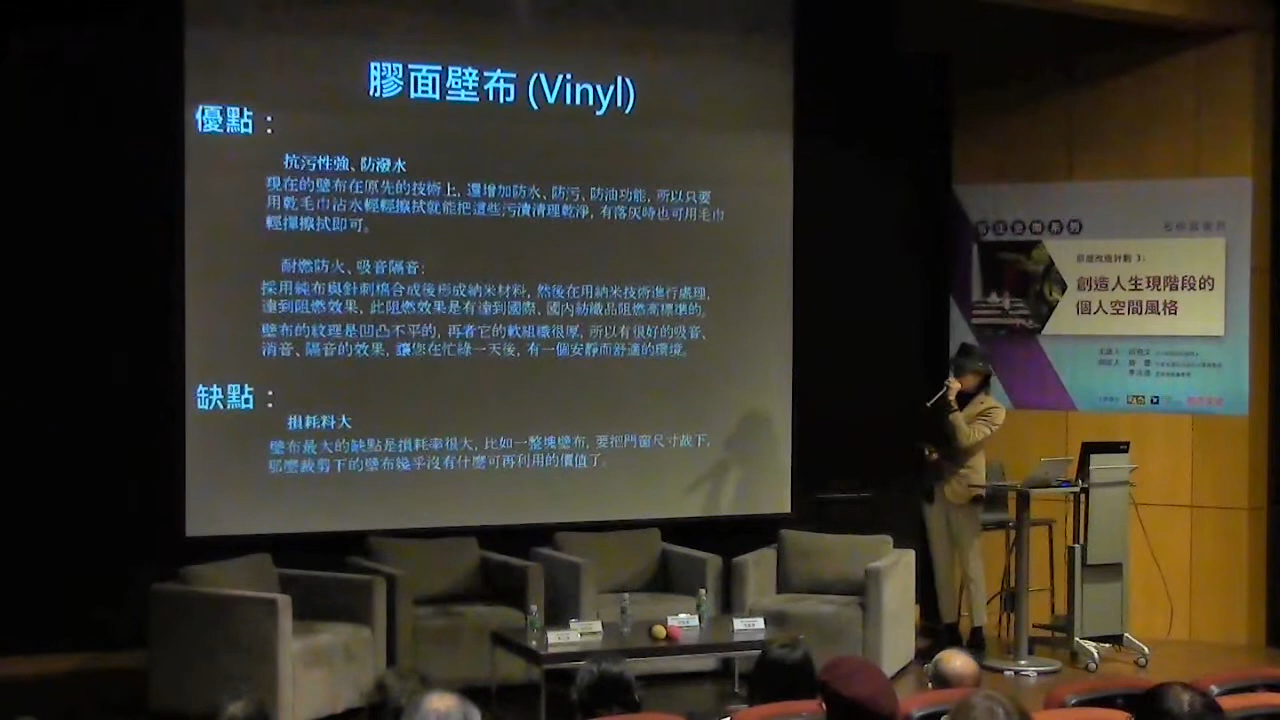 膠面壁布 (Vinyl)
優點：
抗污性強、防潑水
現在的壁布在原先的技術上，還增加防水、防污、防油功能，所以只要
用乾毛巾沾水輕輕擦拭就能把這些污漬清理乾淨，有落灰時也可用毛巾
輕撣擦拭即可。
耐燃防火、吸音隔音：
採用純布與針刺棉合成後形成納米材料，然後在用納米技術進行處理，
達到阻燃效果，此阻燃效果是有達到國際，國內紡織品阻燃高標準的。
壁布的紋理是凹凸不平的，再者它的軟組織很厚，所以有很好的吸音、
消音、隔音的效果，讓您在忙綠一天後，有一個安靜而舒適的環境。
缺點：
損耗料大
壁布最大的缺點是損耗率很大，比如一整塊壁布，要把門窗尺寸裁下，
那麼裁剪下的壁布幾乎沒有什麼可再利用的價值了。
改造計劃 3：
創造人生現階段的
個人空間風格